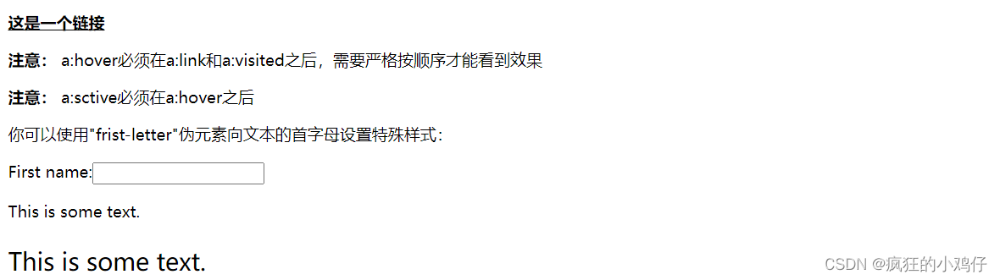 这是一个链接
注意： a:hover必须在a:link和a:visited之后，需要严格按顺序才能看到效果
注意： a:sctive必须在a:hover之后
你可以使用"frist-letter"伪元素向文本的首字母设置特殊样式：
First name:
This is some text.
This is some text.
CSDN @疯狂的小鸡仔